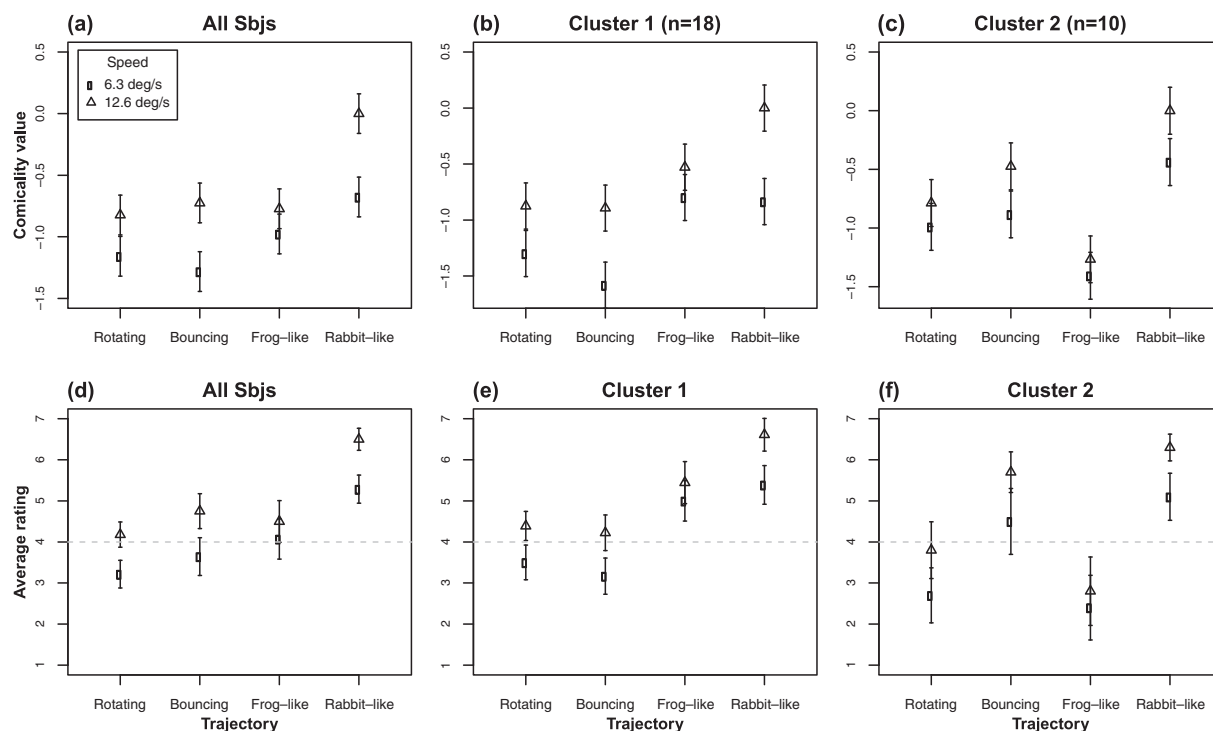 (a) All Sbjs
(b) Cluster 1 (n=18)
(c) Cluster 2 (n=10)
Comicality value
Speed
6.3 deg/s
12.6 deg/s
0.5
0.0
−0.5
−1.0
−1.5
Rotating Bouncing Frog–like Rabbit–like
0.5
0.0
−0.5
−1.0
−1.5
Rotating Bouncing Frog–like Rabbit–like
0.5
0.0
−0.5
−1.0
−1.5
Rotating Bouncing Frog–like Rabbit–like
(d) All Sbjs
(e) Cluster 1
(f) Cluster 2
Average rating
7
6
5
4
3
2
1
Rotating Bouncing Frog–like Rabbit–like
Trajectory
7
6
5
4
3
2
1
Rotating Bouncing Frog–like Rabbit–like
Trajectory
7
6
5
4
3
2
1
Rotating Bouncing Frog–like Rabbit–like
Trajectory